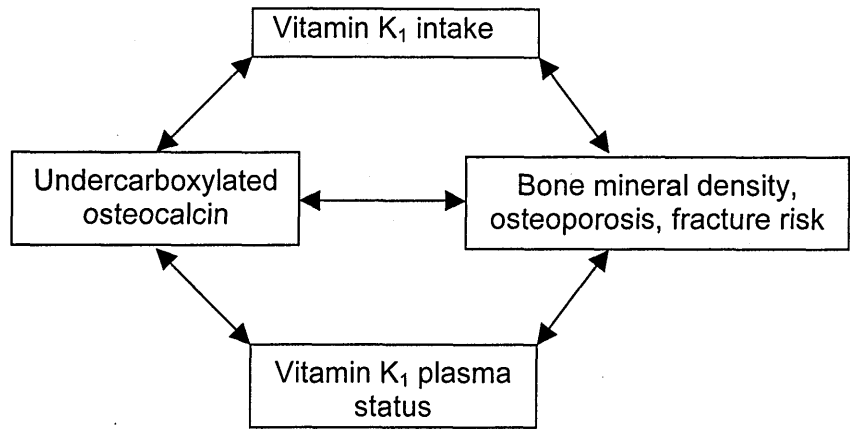 Vitamin K₁ intake
Undercarboxylated
osteocalcin
Bone mineral density,
osteoporosis, fracture risk
Vitamin K₁ plasma
status